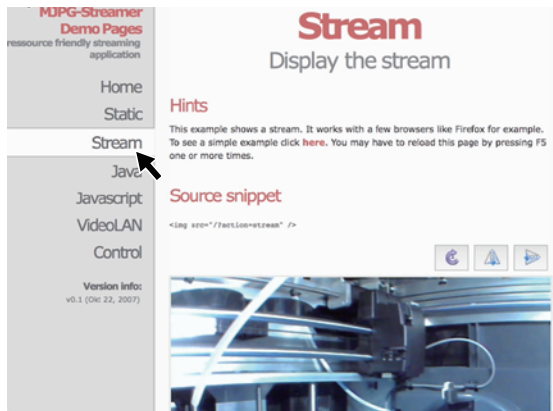 MJPG-Streamer
Demo Pages
ressource friendly streaming
application
Home
Static
Stream
Java
Javascript
VideoLAN
Control
Version info:
v0.1 (Okt 22, 2007)
Stream
Display the stream
Hints
This example shows a stream. It works with a few browsers like Firefox for example.
To see a simple example click here. You may have to reload this page by pressing F5
one or more times.
Source snippet
<img src="/?action=stream" />